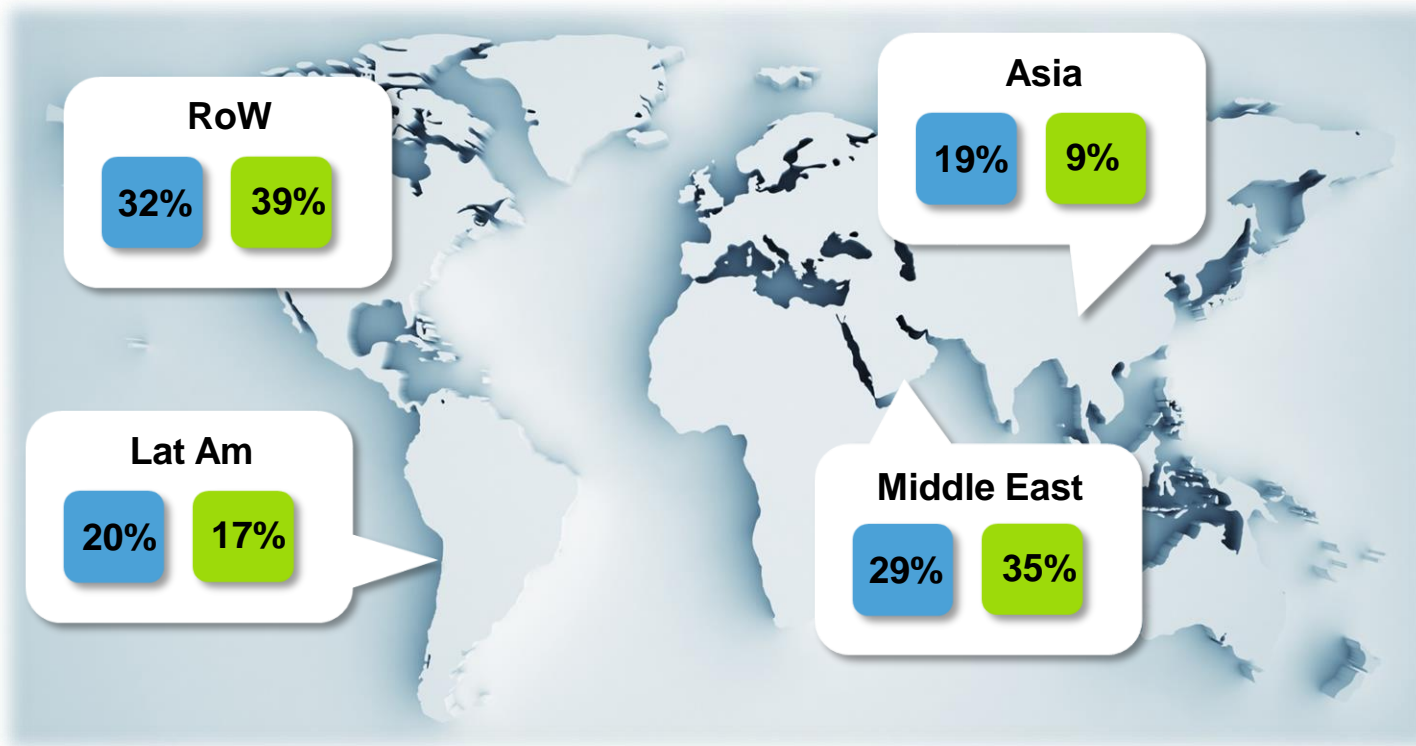 RoW
32% 39%
Asia
19% 9%
Lat Am
20% 17%
Middle East
29% 35%